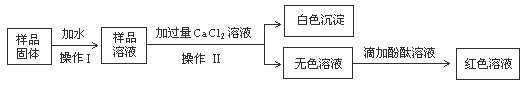 样品
固体
加水
操作 I
样品
溶液
加过量 CaCl₂ 溶液
操作 II
白色沉淀
无色溶液
滴加酚酞溶液
红色溶液